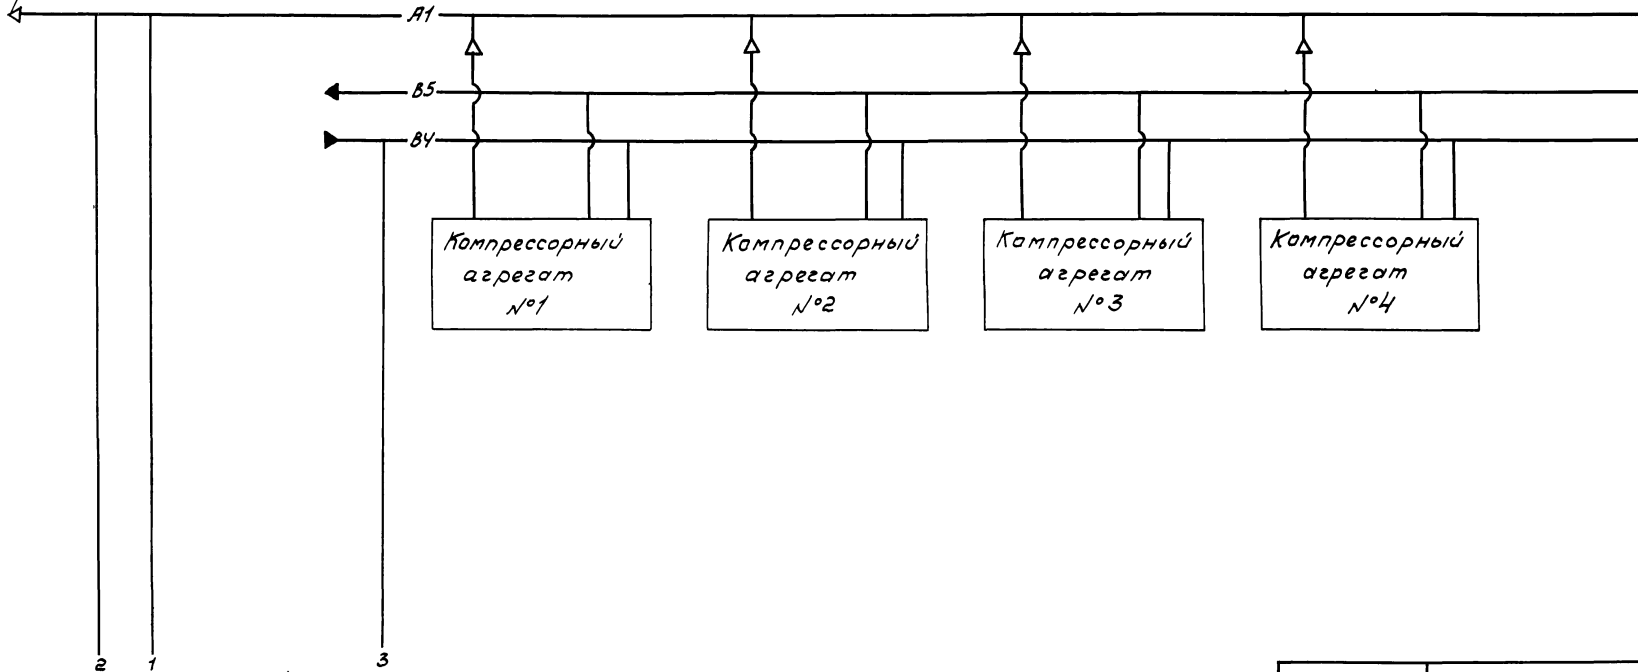 А1
В5
В4
Компрессорный
агрегат
№1
Компрессорный
агрегат
№2
Компрессорный
агрегат
№3
Компрессорный
агрегат
№4
2 1 3